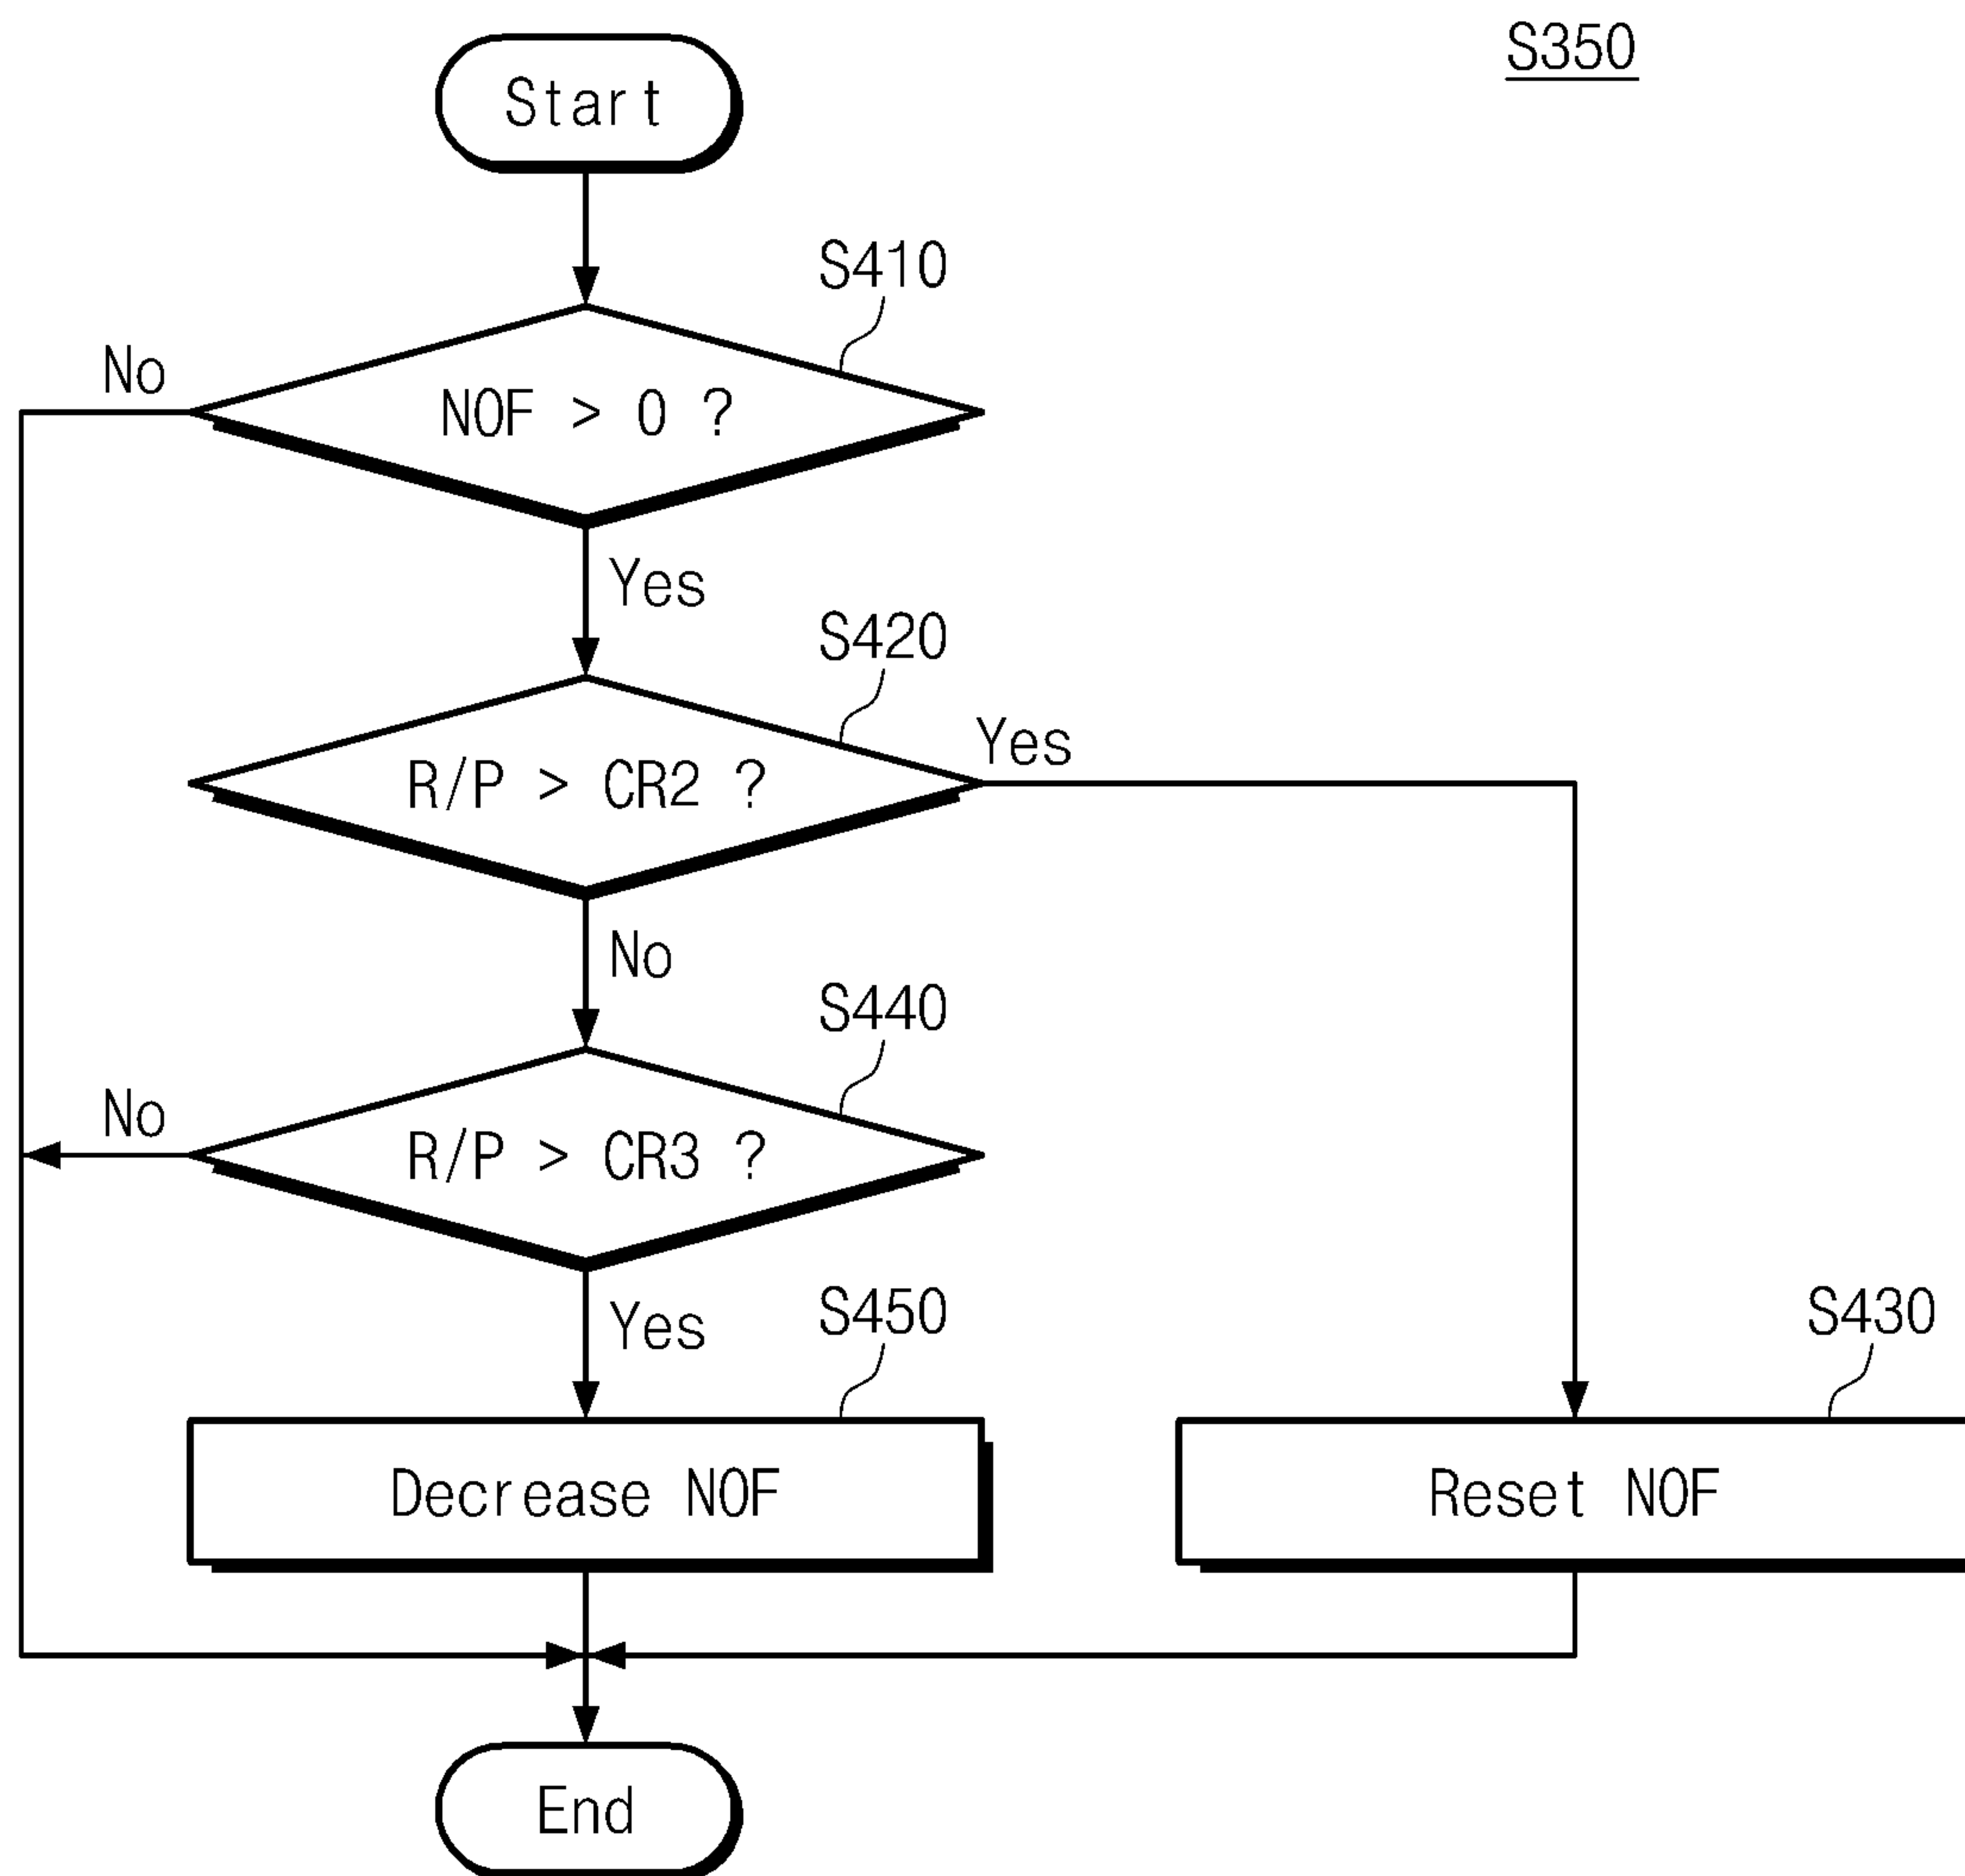 S350
Start
S410
No
NOF > 0 ?
Yes
S420
Yes
R/P > CR2 ?
No
S440
No
R/P > CR3 ?
Yes
S450
S430
Decrease NOF
Reset NOF
End